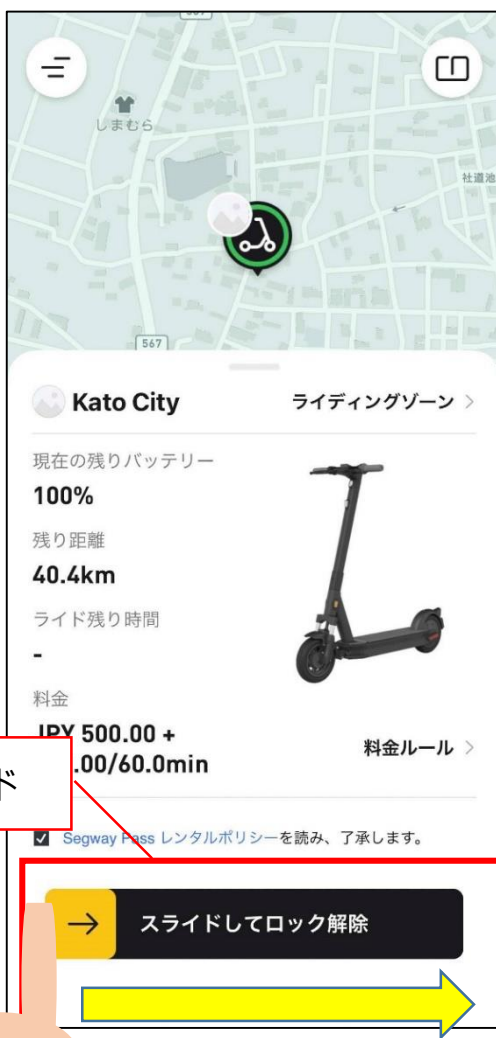 しまむら
567
Kato City
ライディングゾーン
現在の残りバッテリー
100%
残り距離
40.4km
ライド残り時間
-
料金
JPY 500.00 +
.00/60.0min
料金ルール
ド
Segway Pass レンタルポリシーを読み、了承します。
スライドしてロック解除